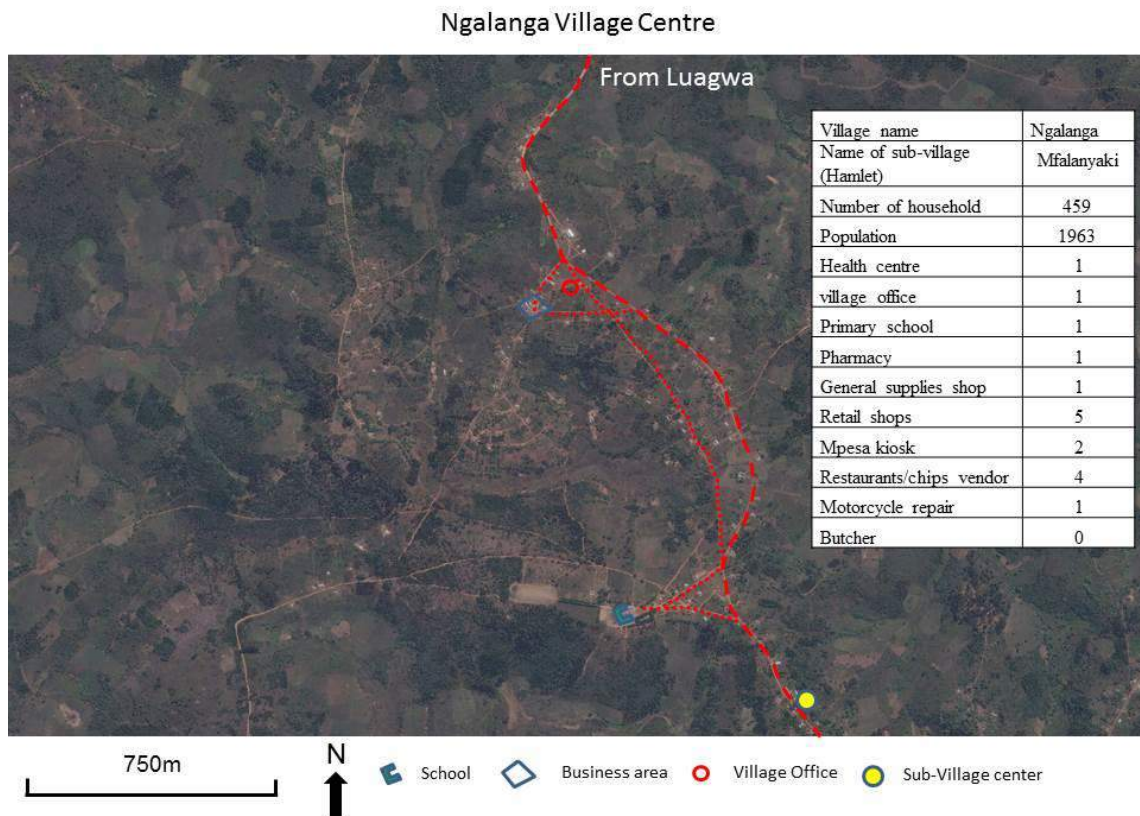 Ngalanga Village Centre
From Luagwa
Village name Ngalanga
Name of sub-village (Hamlet) Mfalanyaki
Number of household 459
Population 1963
Health centre 1
village office 1
Primary school 1
Pharmacy 1
General supplies shop 1
Retail shops 5
Mpesa kiosk 2
Restaurants/chips vendor 4
Motorcycle repair 1
Butcher 0
750m
N
School
Business area
Village Office
Sub-Village center